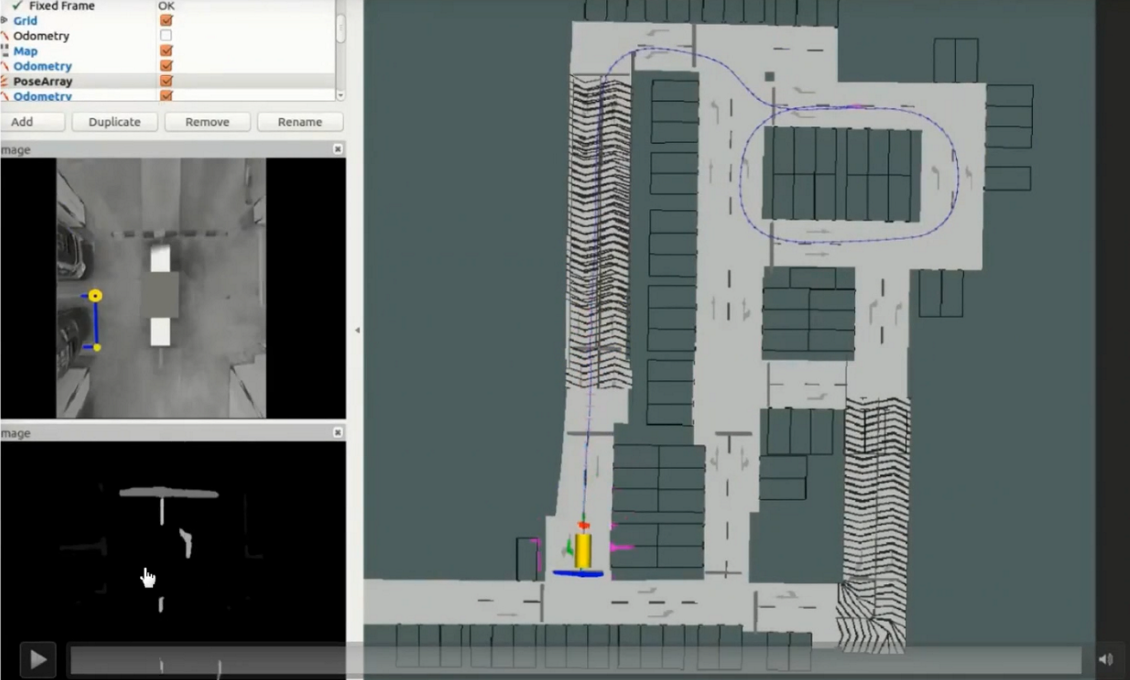 Fixed Frame OK
Grid
Odometry
Map
Odometry
PoseArray
Odometry
Add Duplicate Remove Rename
mage
mage